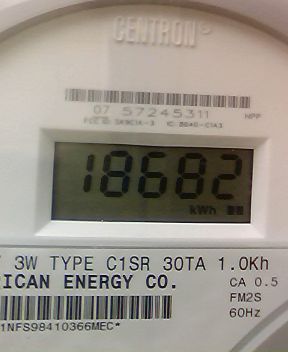 CENTRON®
07 57245311
18682
kWh
3W TYPE C1SR 30TA 1.0Kh
RICAN ENERGY CO.
CA 0.5
FM2S
60Hz
1NFS98410366MEC*